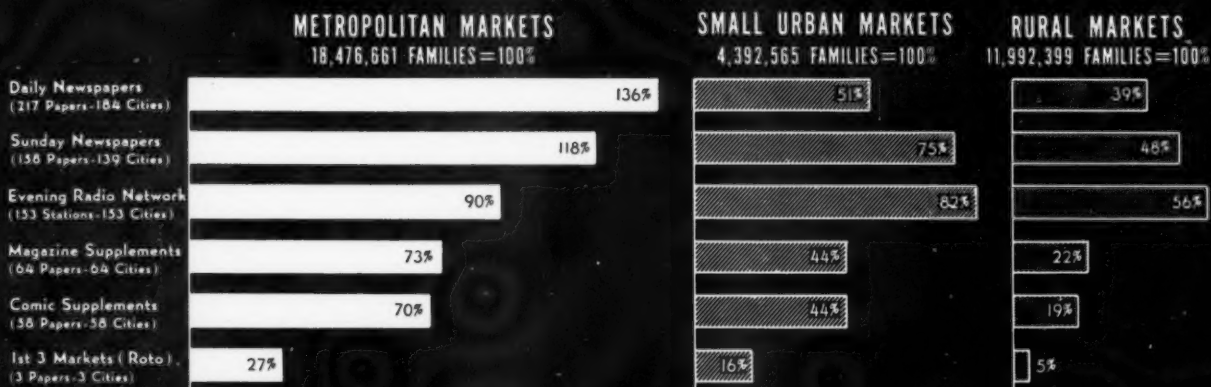 METROPOLITAN MARKETS
18,476,661 FAMILIES=100%
SMALL URBAN MARKETS
4,392,565 FAMILIES=100%
RURAL MARKETS
11,992,399 FAMILIES=100%
Daily Newspapers
(217 Papers-184 Cities)
136%
51%
39%
Sunday Newspapers
(158 Papers-139 Cities)
118%
75%
48%
Evening Radio Network
(153 Stations-153 Cities)
90%
82%
56%
Magazine Supplements
(64 Papers-64 Cities)
73%
44%
22%
Comic Supplements
(58 Papers-58 Cities)
70%
44%
19%
1st 3 Markets (Roto)
(3 Papers-3 Cities)
27%
16%
5%